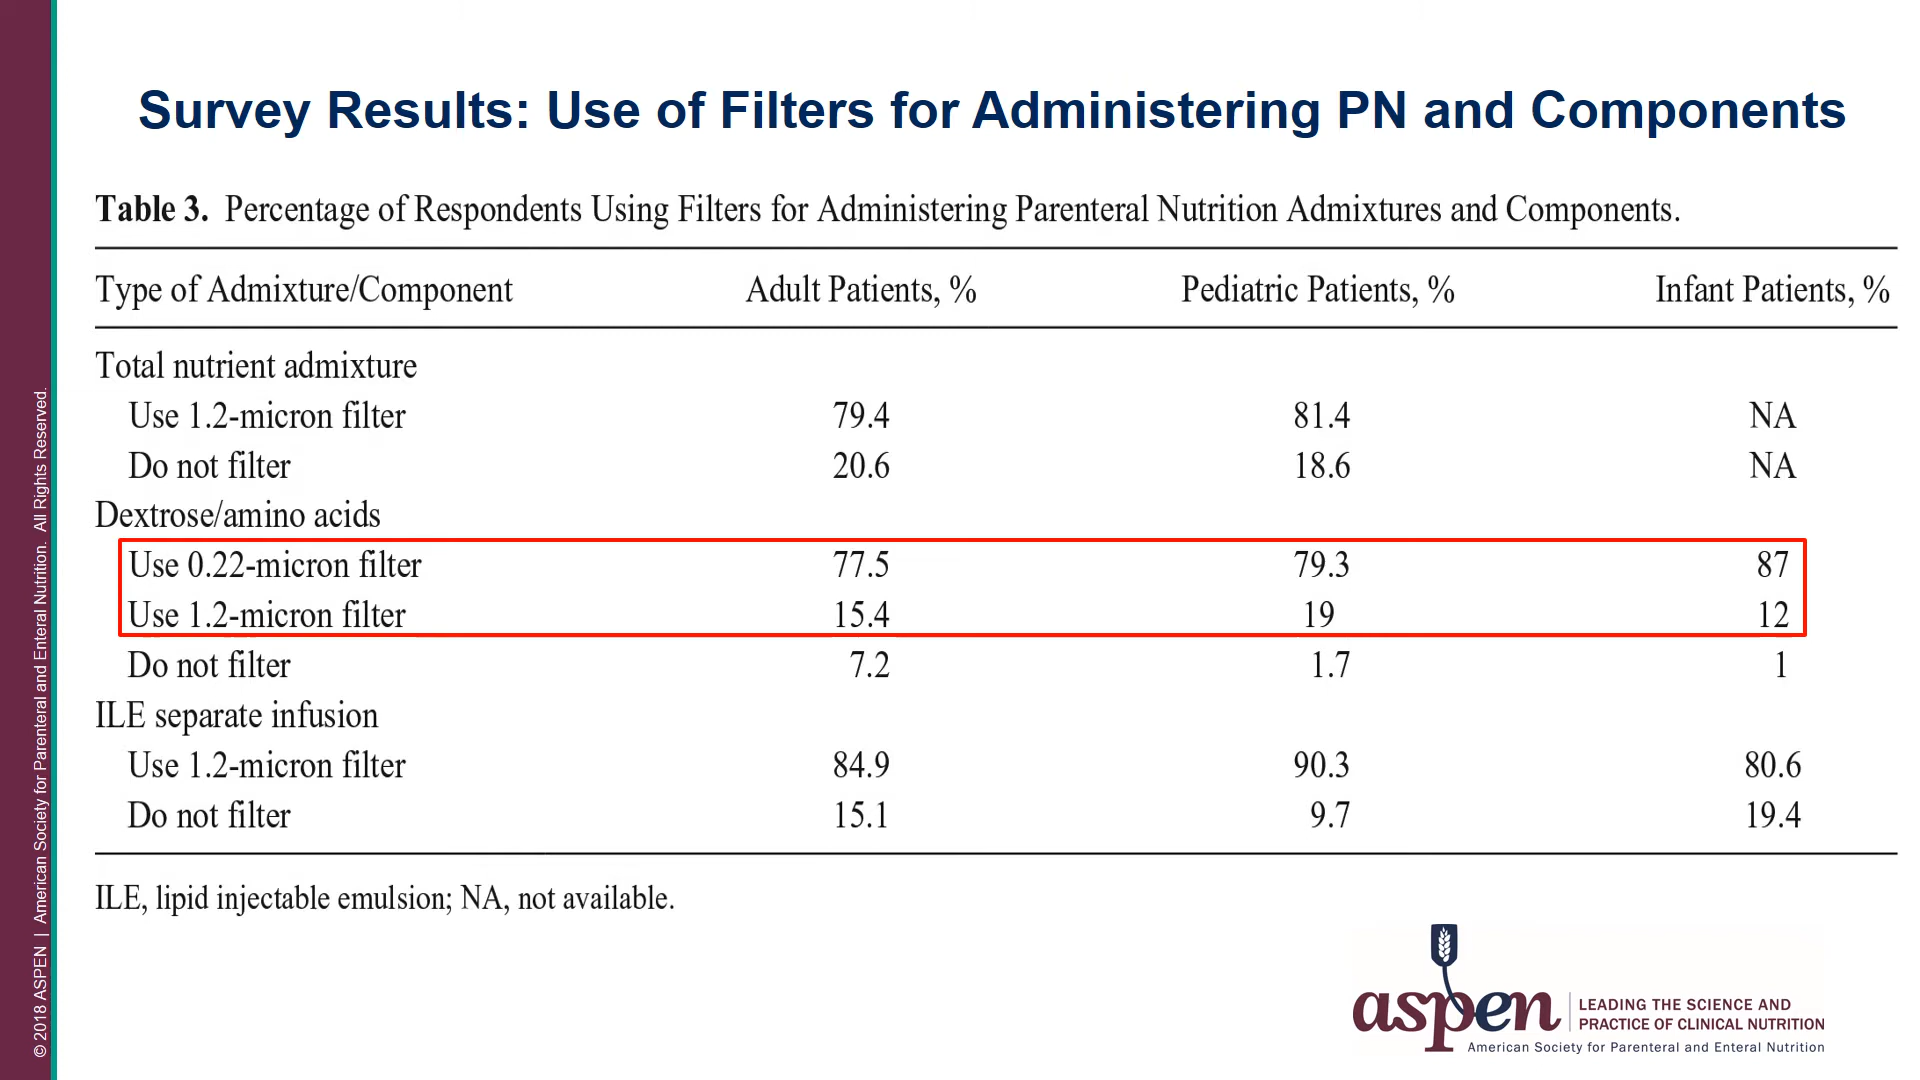 Survey Results: Use of Filters for Administering PN and Components
Table 3. Percentage of Respondents Using Filters for Administering Parenteral Nutrition Admixtures and Components.
Type of Admixture/Component Adult Patients, % Pediatric Patients, % Infant Patients, %
Total nutrient admixture
Use 1.2-micron filter 79.4 81.4 NA
Do not filter 20.6 18.6 NA
Dextrose/amino acids
Use 0.22-micron filter 77.5 79.3 87
Use 1.2-micron filter 15.4 19 12
Do not filter 7.2 1.7 1
ILE separate infusion
Use 1.2-micron filter 84.9 90.3 80.6
Do not filter 15.1 9.7 19.4
ILE, lipid injectable emulsion; NA, not available.
© 2018 ASPEN | American Society for Parenteral and Enteral Nutrition. All Rights Reserved.
aspen
LEADING THE SCIENCE AND
PRACTICE OF CLINICAL NUTRITION
American Society for Parenteral and Enteral Nutrition